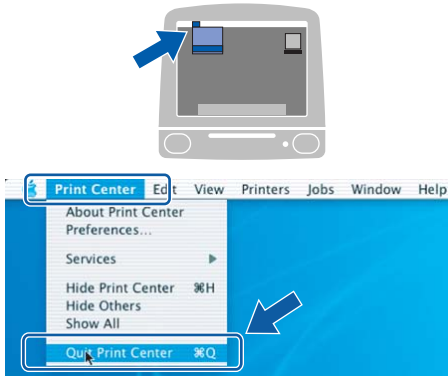 Print Center Edit View Printers Jobs Window Help
About Print Center
Preferences...
Services
Hide Print Center ⌘H
Hide Others
Show All
Quit Print Center ⌘Q